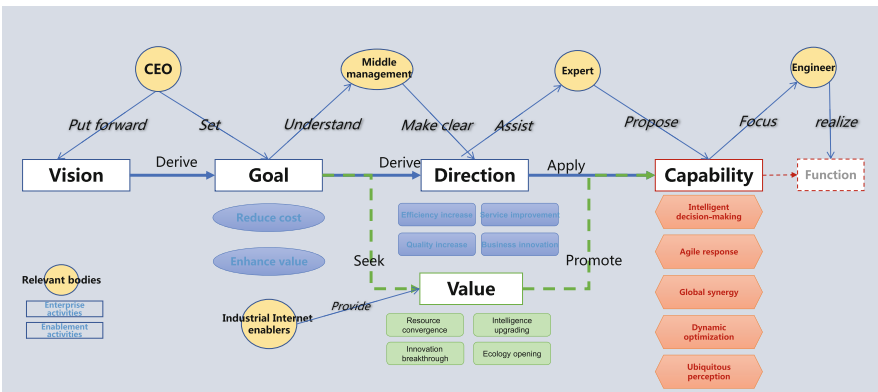 CEO
Middle
management
Expert
Engineer
Put forward
Set
Understand
Make clear
Assist
Propose
Focus
realize
Vision
Derive
Goal
Derive
Direction
Apply
Capability
Function
Reduce cost
Enhance value
Efficiency increase
Service improvement
Quality increase
Business innovation
Intelligent
decision-making
Agile response
Global synergy
Dynamic
optimization
Ubiquitous
perception
Seek
Promote
Value
Provide
Relevant bodies
Enterprise
activities
Enablement
activities
Industrial Internet
enablers
Resource
convergence
Intelligence
upgrading
Innovation
breakthrough
Ecology opening